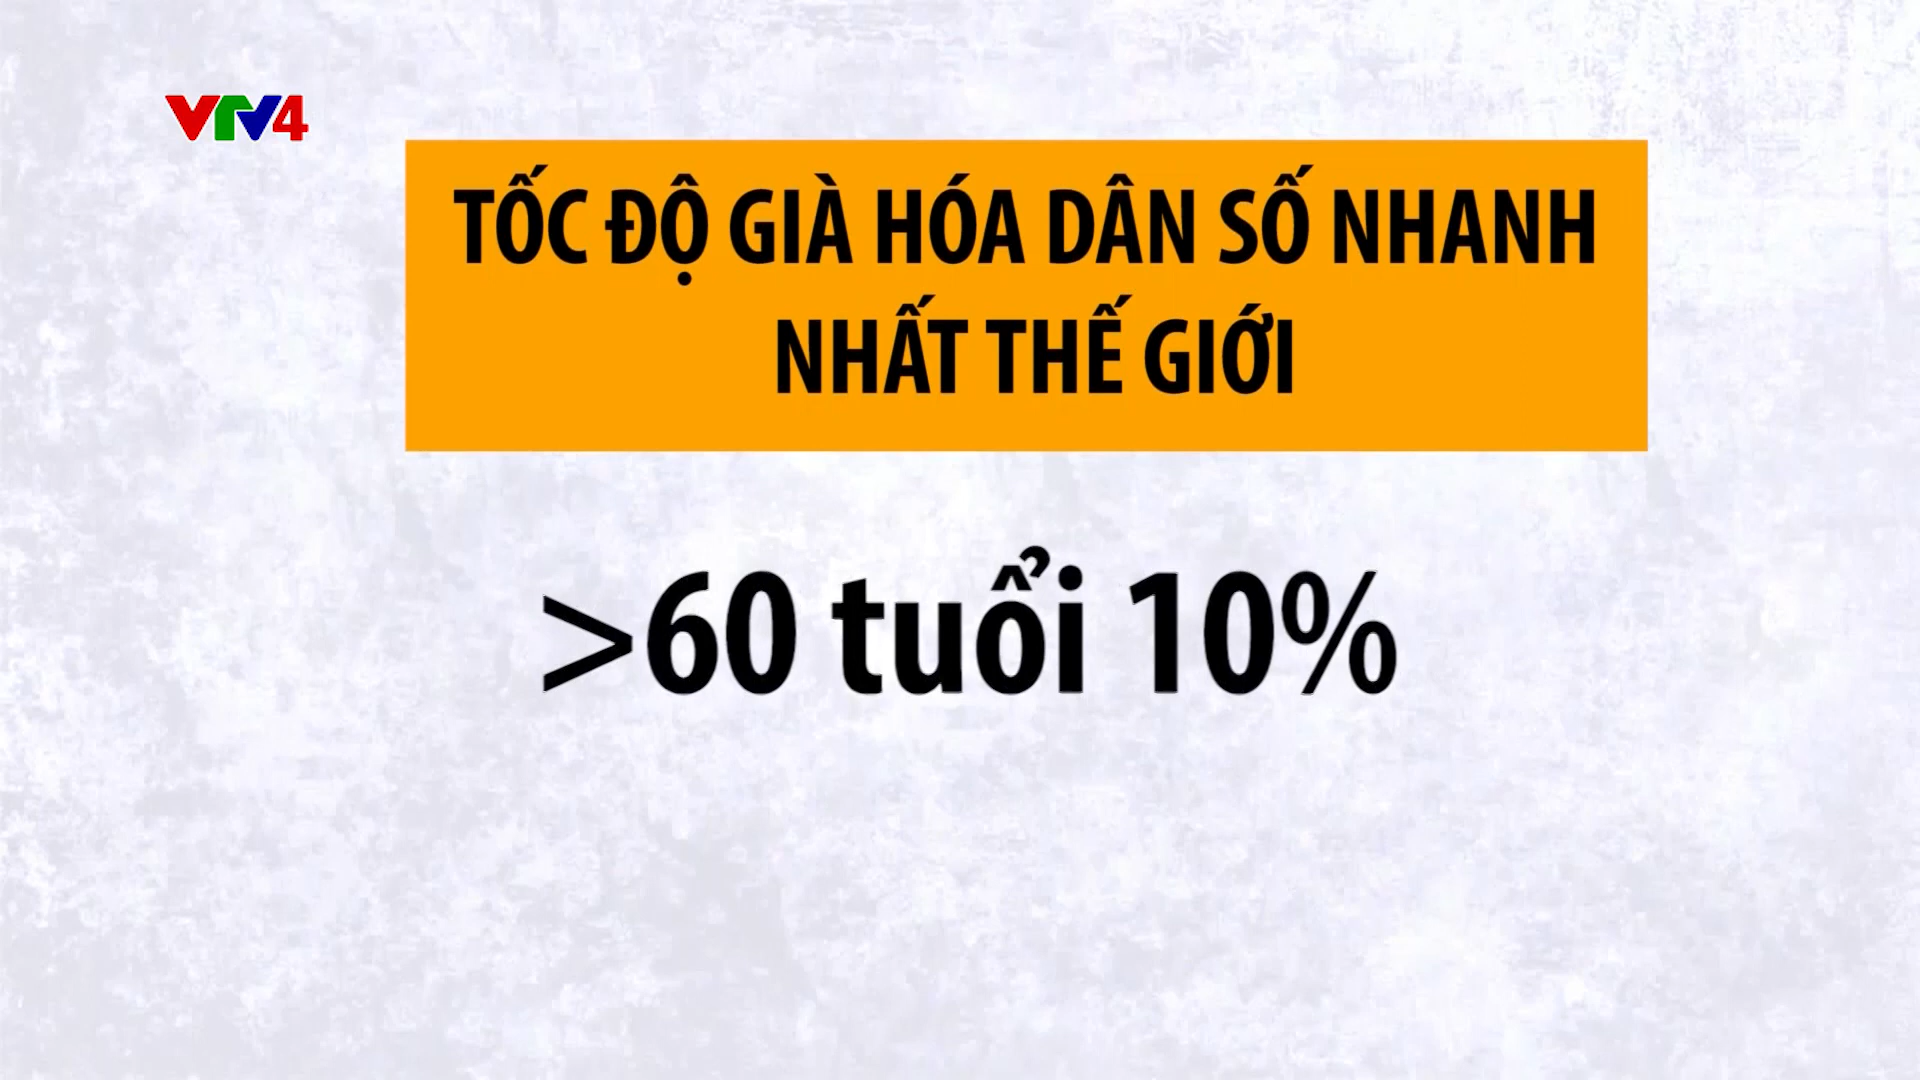 VTV4
TỐC ĐỘ GIÀ HÓA DÂN SỐ NHANH
NHẤT THẾ GIỚI
>60 tuổi 10%